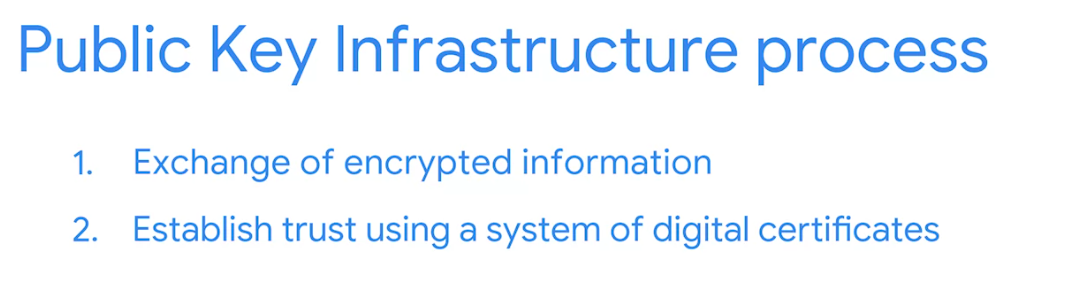 Public Key Infrastructure process
1. Exchange of encrypted information
2. Establish trust using a system of digital certificates